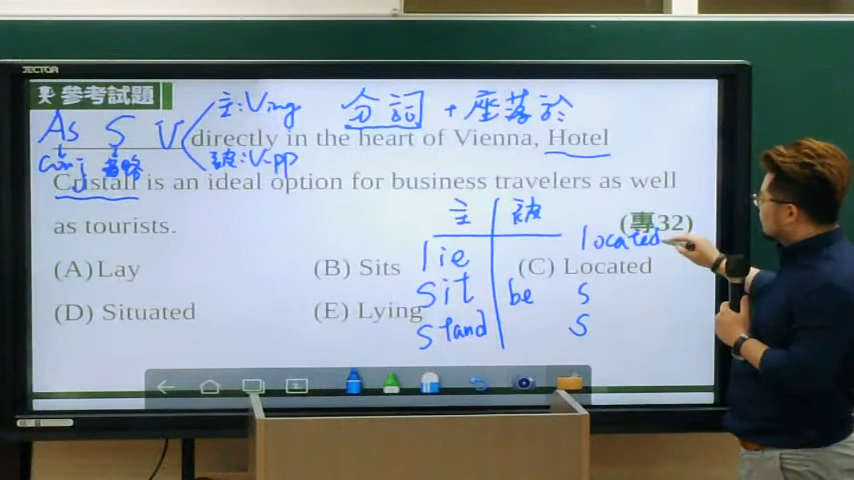 VECTOR
參考試題
As S V
主:Ving
分詞 + 座落於
directly in the heart of Vienna, Hotel
conj 省略
被:Vpp
Cristall is an ideal option for business travelers as well
as tourists.
(專32)
主 被
lie located
sit be s
stand s
(A) Lay
(B) Sits
(C) Located
(D) Situated
(E) Lying